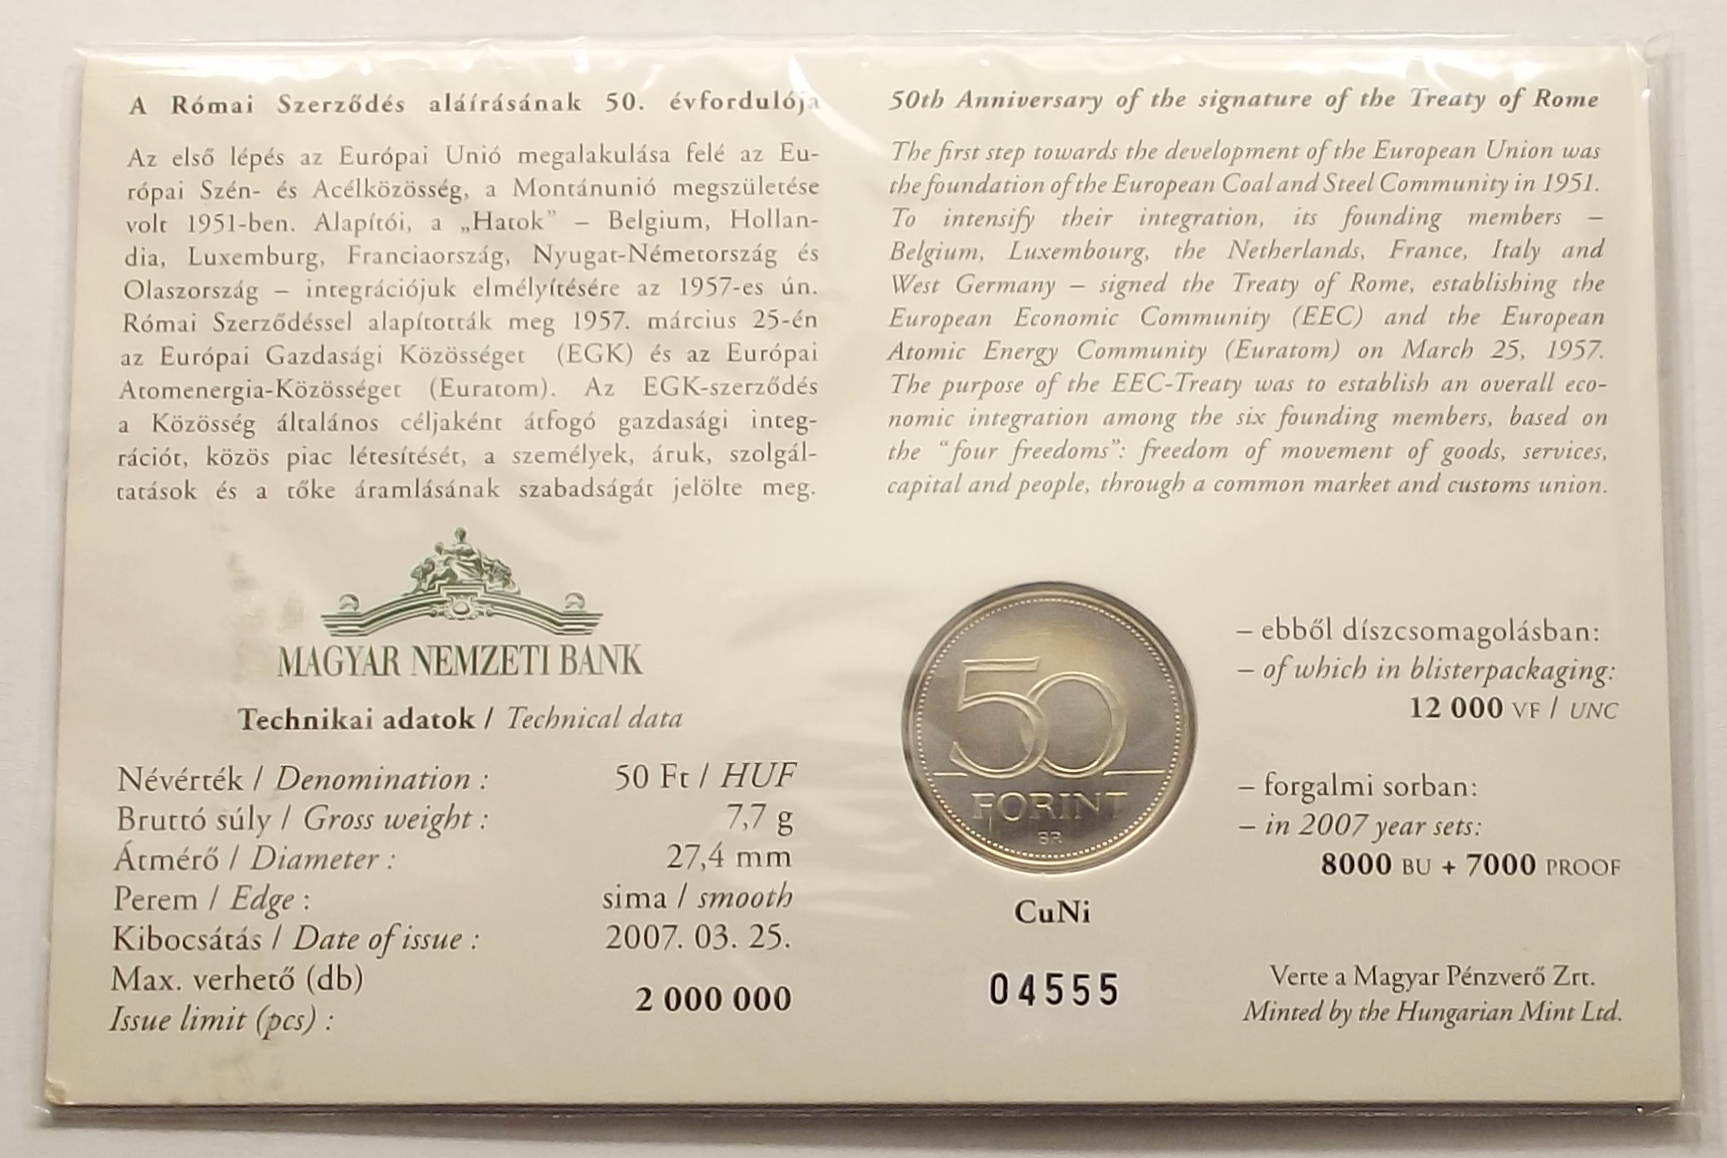 A Római Szerződés aláírásának 50. évfordulója
Az első lépés az Európai Unió megalakulása felé az Eu-
rópai Szén- és Acélközösség, a Montánunió megszületése
volt 1951-ben. Alapítói, a „Hatok” – Belgium, Hollan-
dia, Luxemburg, Franciaország, Nyugat-Németország és
Olaszország – integrációjuk elmélyítésére az 1957-es ún.
Római Szerződéssel alapították meg 1957. március 25-én
az Európai Gazdasági Közösséget (EGK) és az Európai
Atomenergia-Közösséget (Euratom). Az EGK-szerződés
a Közösség általános céljaként átfogó gazdasági integ-
rációt, közös piac létesítését, a személyek, áruk, szolgál-
tatások és a tőke áramlásának szabadságát jelölte meg.
50th Anniversary of the signature of the Treaty of Rome
The first step towards the development of the European Union was
the foundation of the European Coal and Steel Community in 1951.
To intensify their integration, its founding members –
Belgium, Luxembourg, the Netherlands, France, Italy and
West Germany – signed the Treaty of Rome, establishing the
European Economic Community (EEC) and the European
Atomic Energy Community (Euratom) on March 25, 1957.
The purpose of the EEC-Treaty was to establish an overall eco-
nomic integration among the six founding members, based on
the “four freedoms”: freedom of movement of goods, services,
capital and people, through a common market and customs union.
MAGYAR NEMZETI BANK
Technikai adatok / Technical data
Névérték / Denomination : 50 Ft / HUF
Bruttó súly / Gross weight : 7,7 g
Átmérő / Diameter : 27,4 mm
Perem / Edge : sima / smooth
Kibocsátás / Date of issue : 2007. 03. 25.
Max. verhető (db)
Issue limit (pcs) : 2 000 000
50
FORINT
BP.
CuNi
04555
– ebből díszcsomagolásban:
– of which in blisterpackaging:
12 000 VF / UNC
– forgalmi sorban:
– in 2007 year sets:
8000 BU + 7000 PROOF
Verte a Magyar Pénzverő Zrt.
Minted by the Hungarian Mint Ltd.